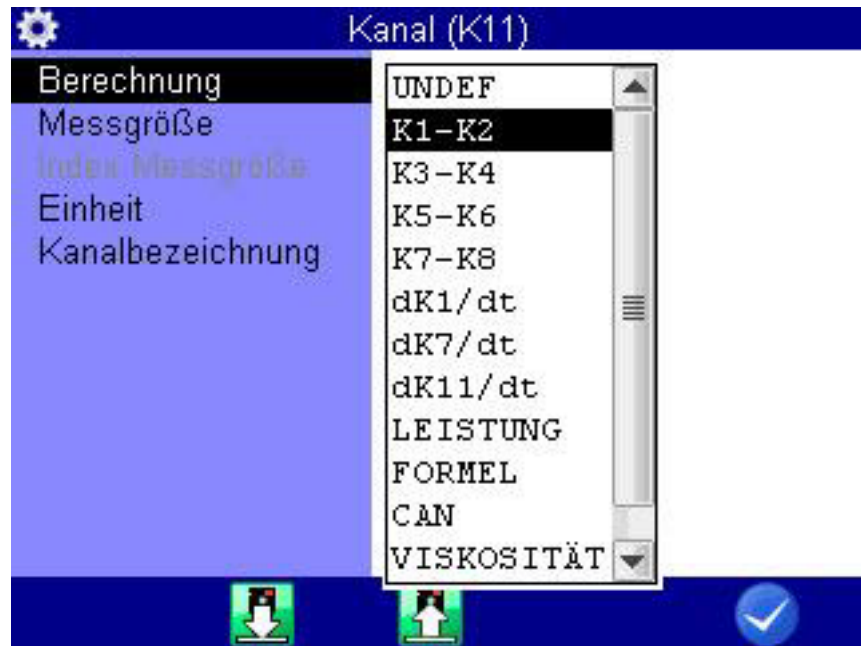 Kanal (K11)
Berechnung
Messgröße
Index Messgröße
Einheit
Kanalbezeichnung
UNDEF
K1-K2
K3-K4
K5-K6
K7-K8
dK1/dt
dK7/dt
dK11/dt
LEISTUNG
FORMEL
CAN
VISKOSITÄT